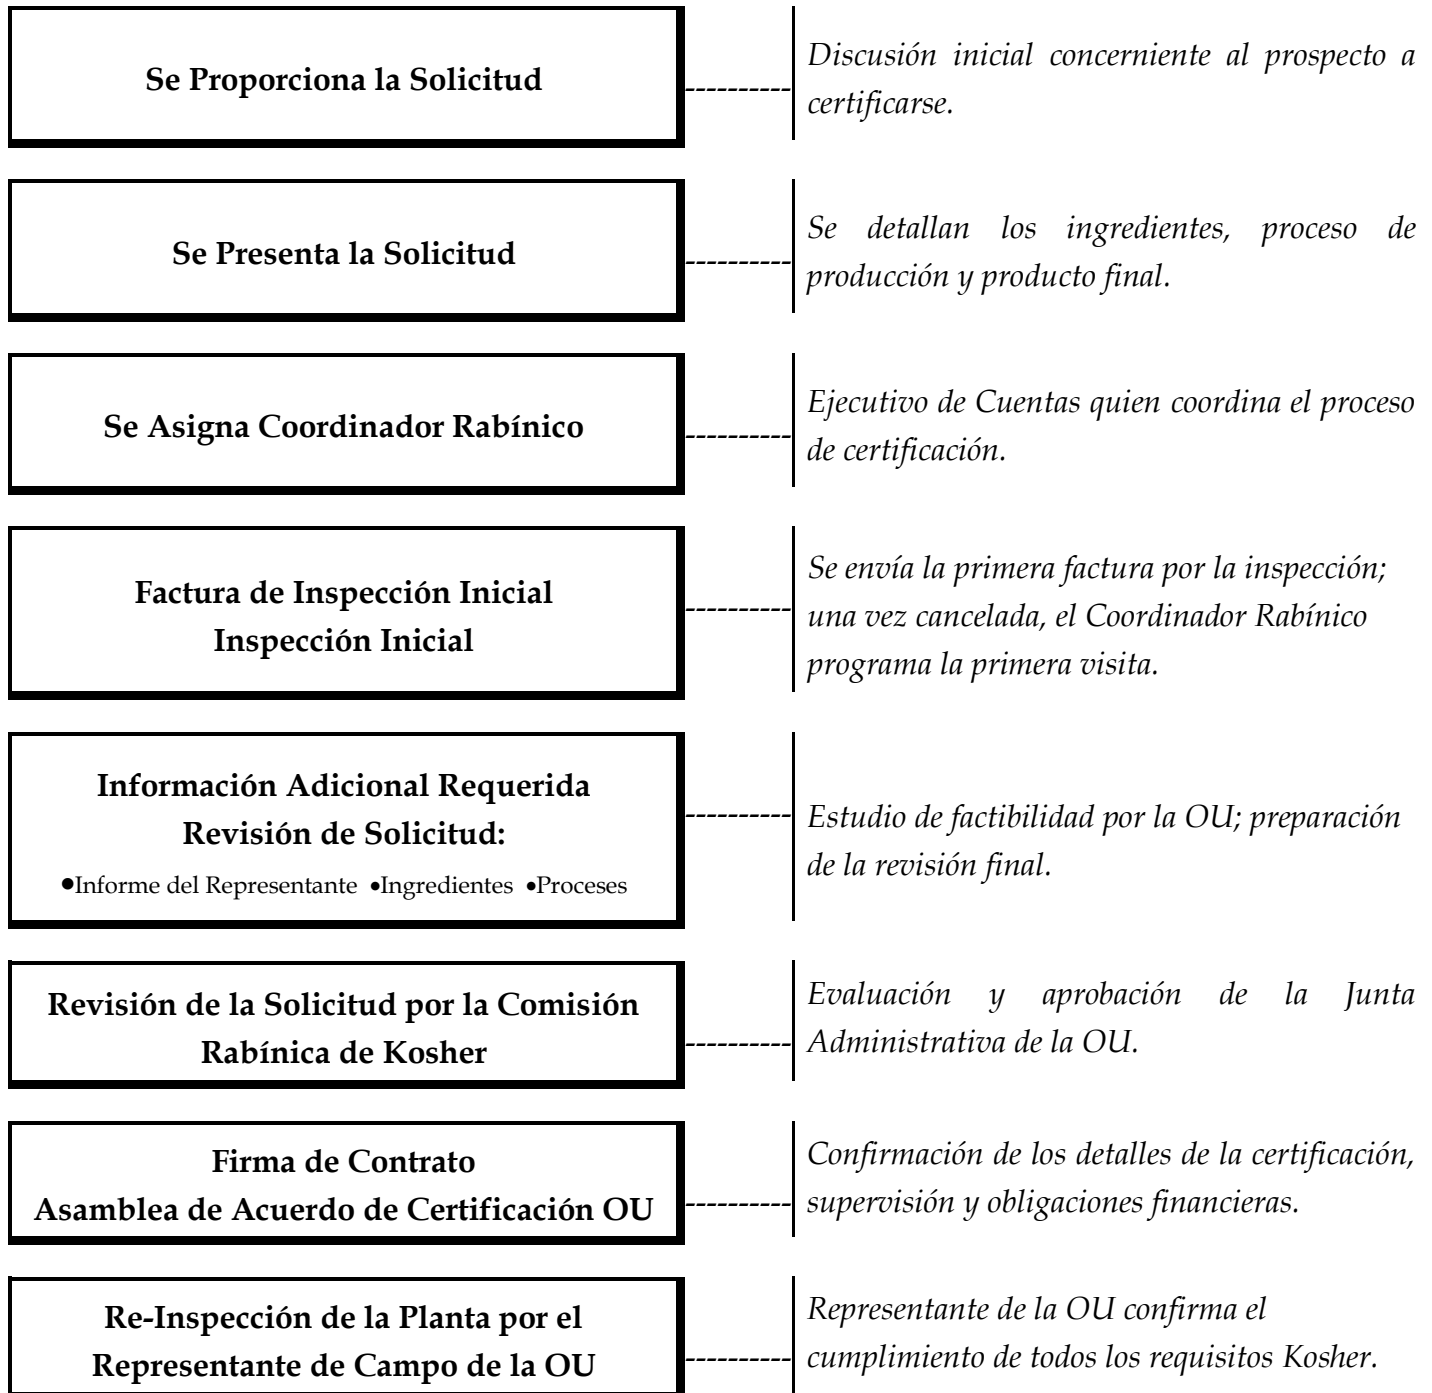 Se Proporciona la Solicitud
----------
Discusión inicial concerniente al prospecto a
certificarse.
Se Presenta la Solicitud
----------
Se detallan los ingredientes, proceso de
producción y producto final.
Se Asigna Coordinador Rabínico
----------
Ejecutivo de Cuentas quien coordina el proceso
de certificación.
Factura de Inspección Inicial
Inspección Inicial
----------
Se envía la primera factura por la inspección;
una vez cancelada, el Coordinador Rabínico
programa la primera visita.
Información Adicional Requerida
Revisión de Solicitud:
•Informe del Representante •Ingredientes •Proceses
----------
Estudio de factibilidad por la OU; preparación
de la revisión final.
Revisión de la Solicitud por la Comisión
Rabínica de Kosher
----------
Evaluación y aprobación de la Junta
Administrativa de la OU.
Firma de Contrato
Asamblea de Acuerdo de Certificación OU
----------
Confirmación de los detalles de la certificación,
supervisión y obligaciones financieras.
Re-Inspección de la Planta por el
Representante de Campo de la OU
----------
Representante de la OU confirma el
cumplimiento de todos los requisitos Kosher.